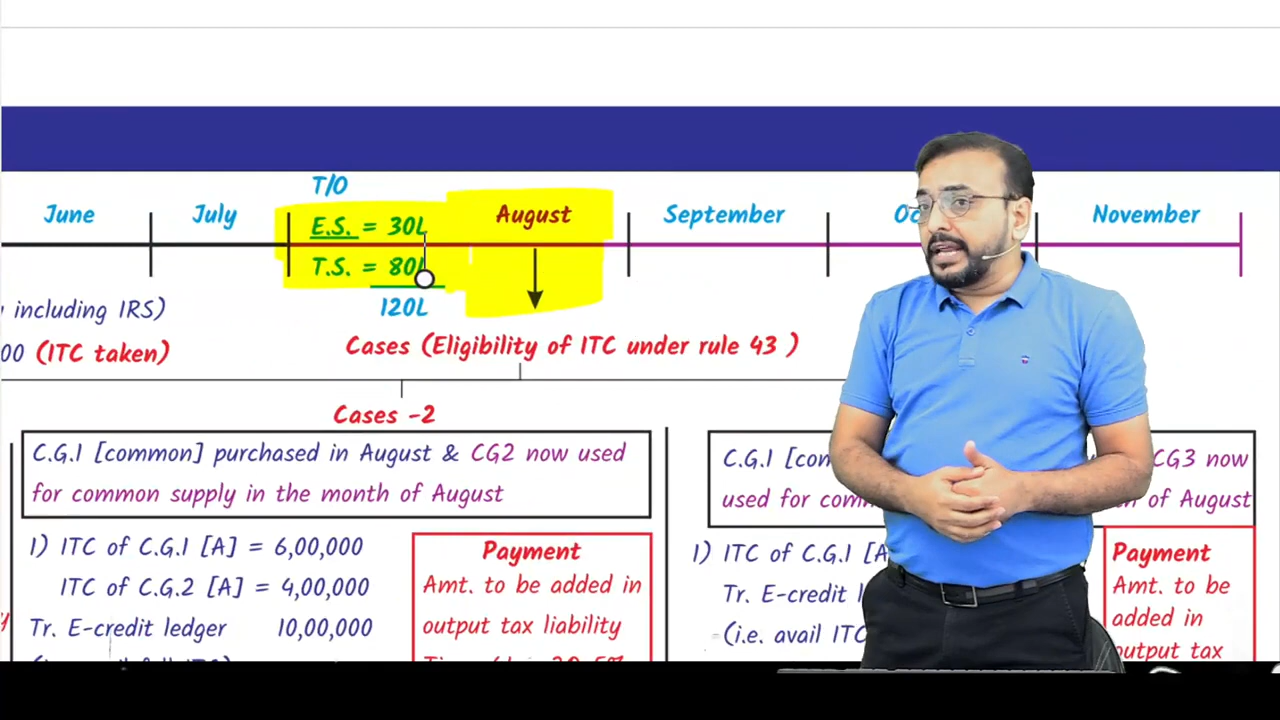 T/O
June
July
E.S. = 30L
August
September
November
T.S. = 80L
120L
including IRS)
00 (ITC taken)
Cases (Eligibility of ITC under rule 43 )
Cases -2
C.G.1 [common] purchased in August & CG2 now used
for common supply in the month of August
1) ITC of C.G.1 [A] = 6,00,000
ITC of C.G.2 [A] = 4,00,000
Tr. E-credit ledger 10,00,000
Payment
Amt. to be added in
output tax liability
C.G.1 CG3 now
used for of August
1) ITC of C.G.1
Tr. E-credit
(i.e. avail ITC
Payment
Amt. to be
added in
output tax